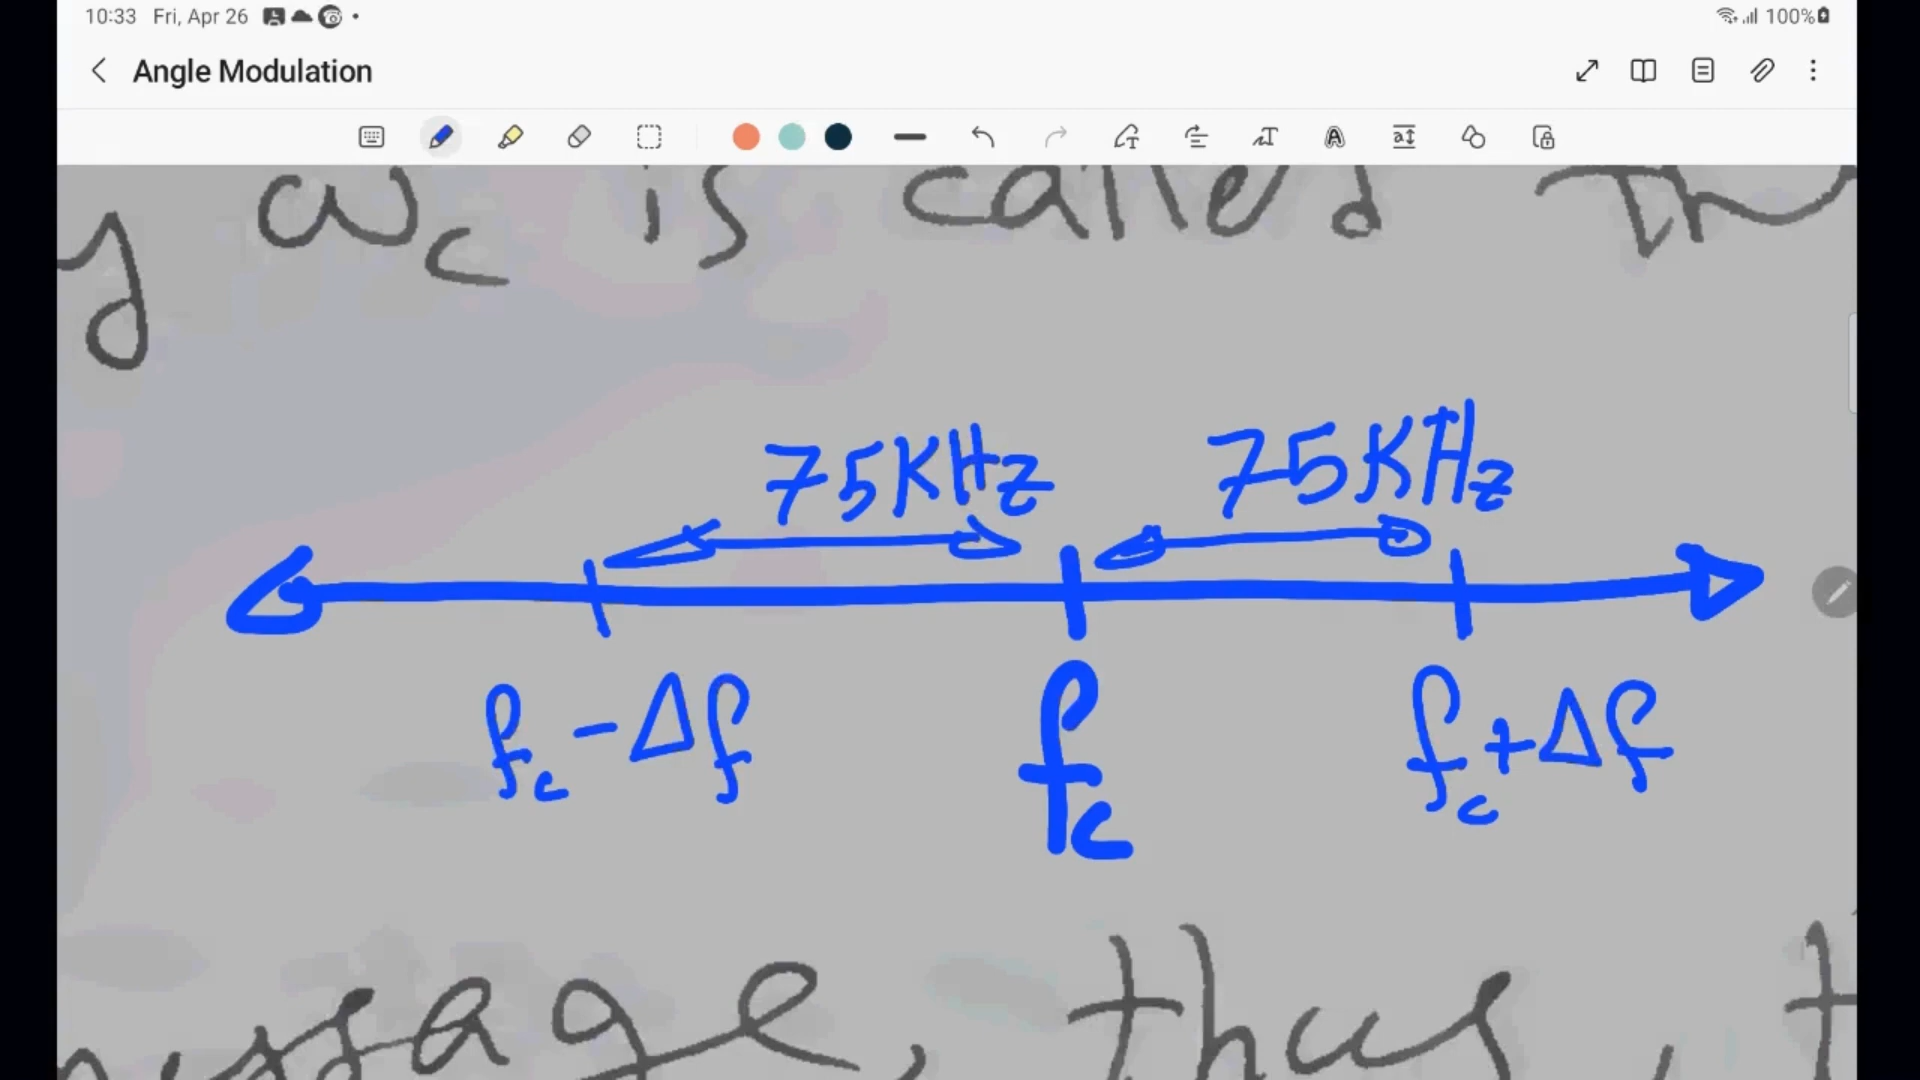 10:33 Fri, Apr 26
100%
Angle Modulation
y ωc is called
75KHz 75KHz
fc - Δf fc fc + Δf
thus,